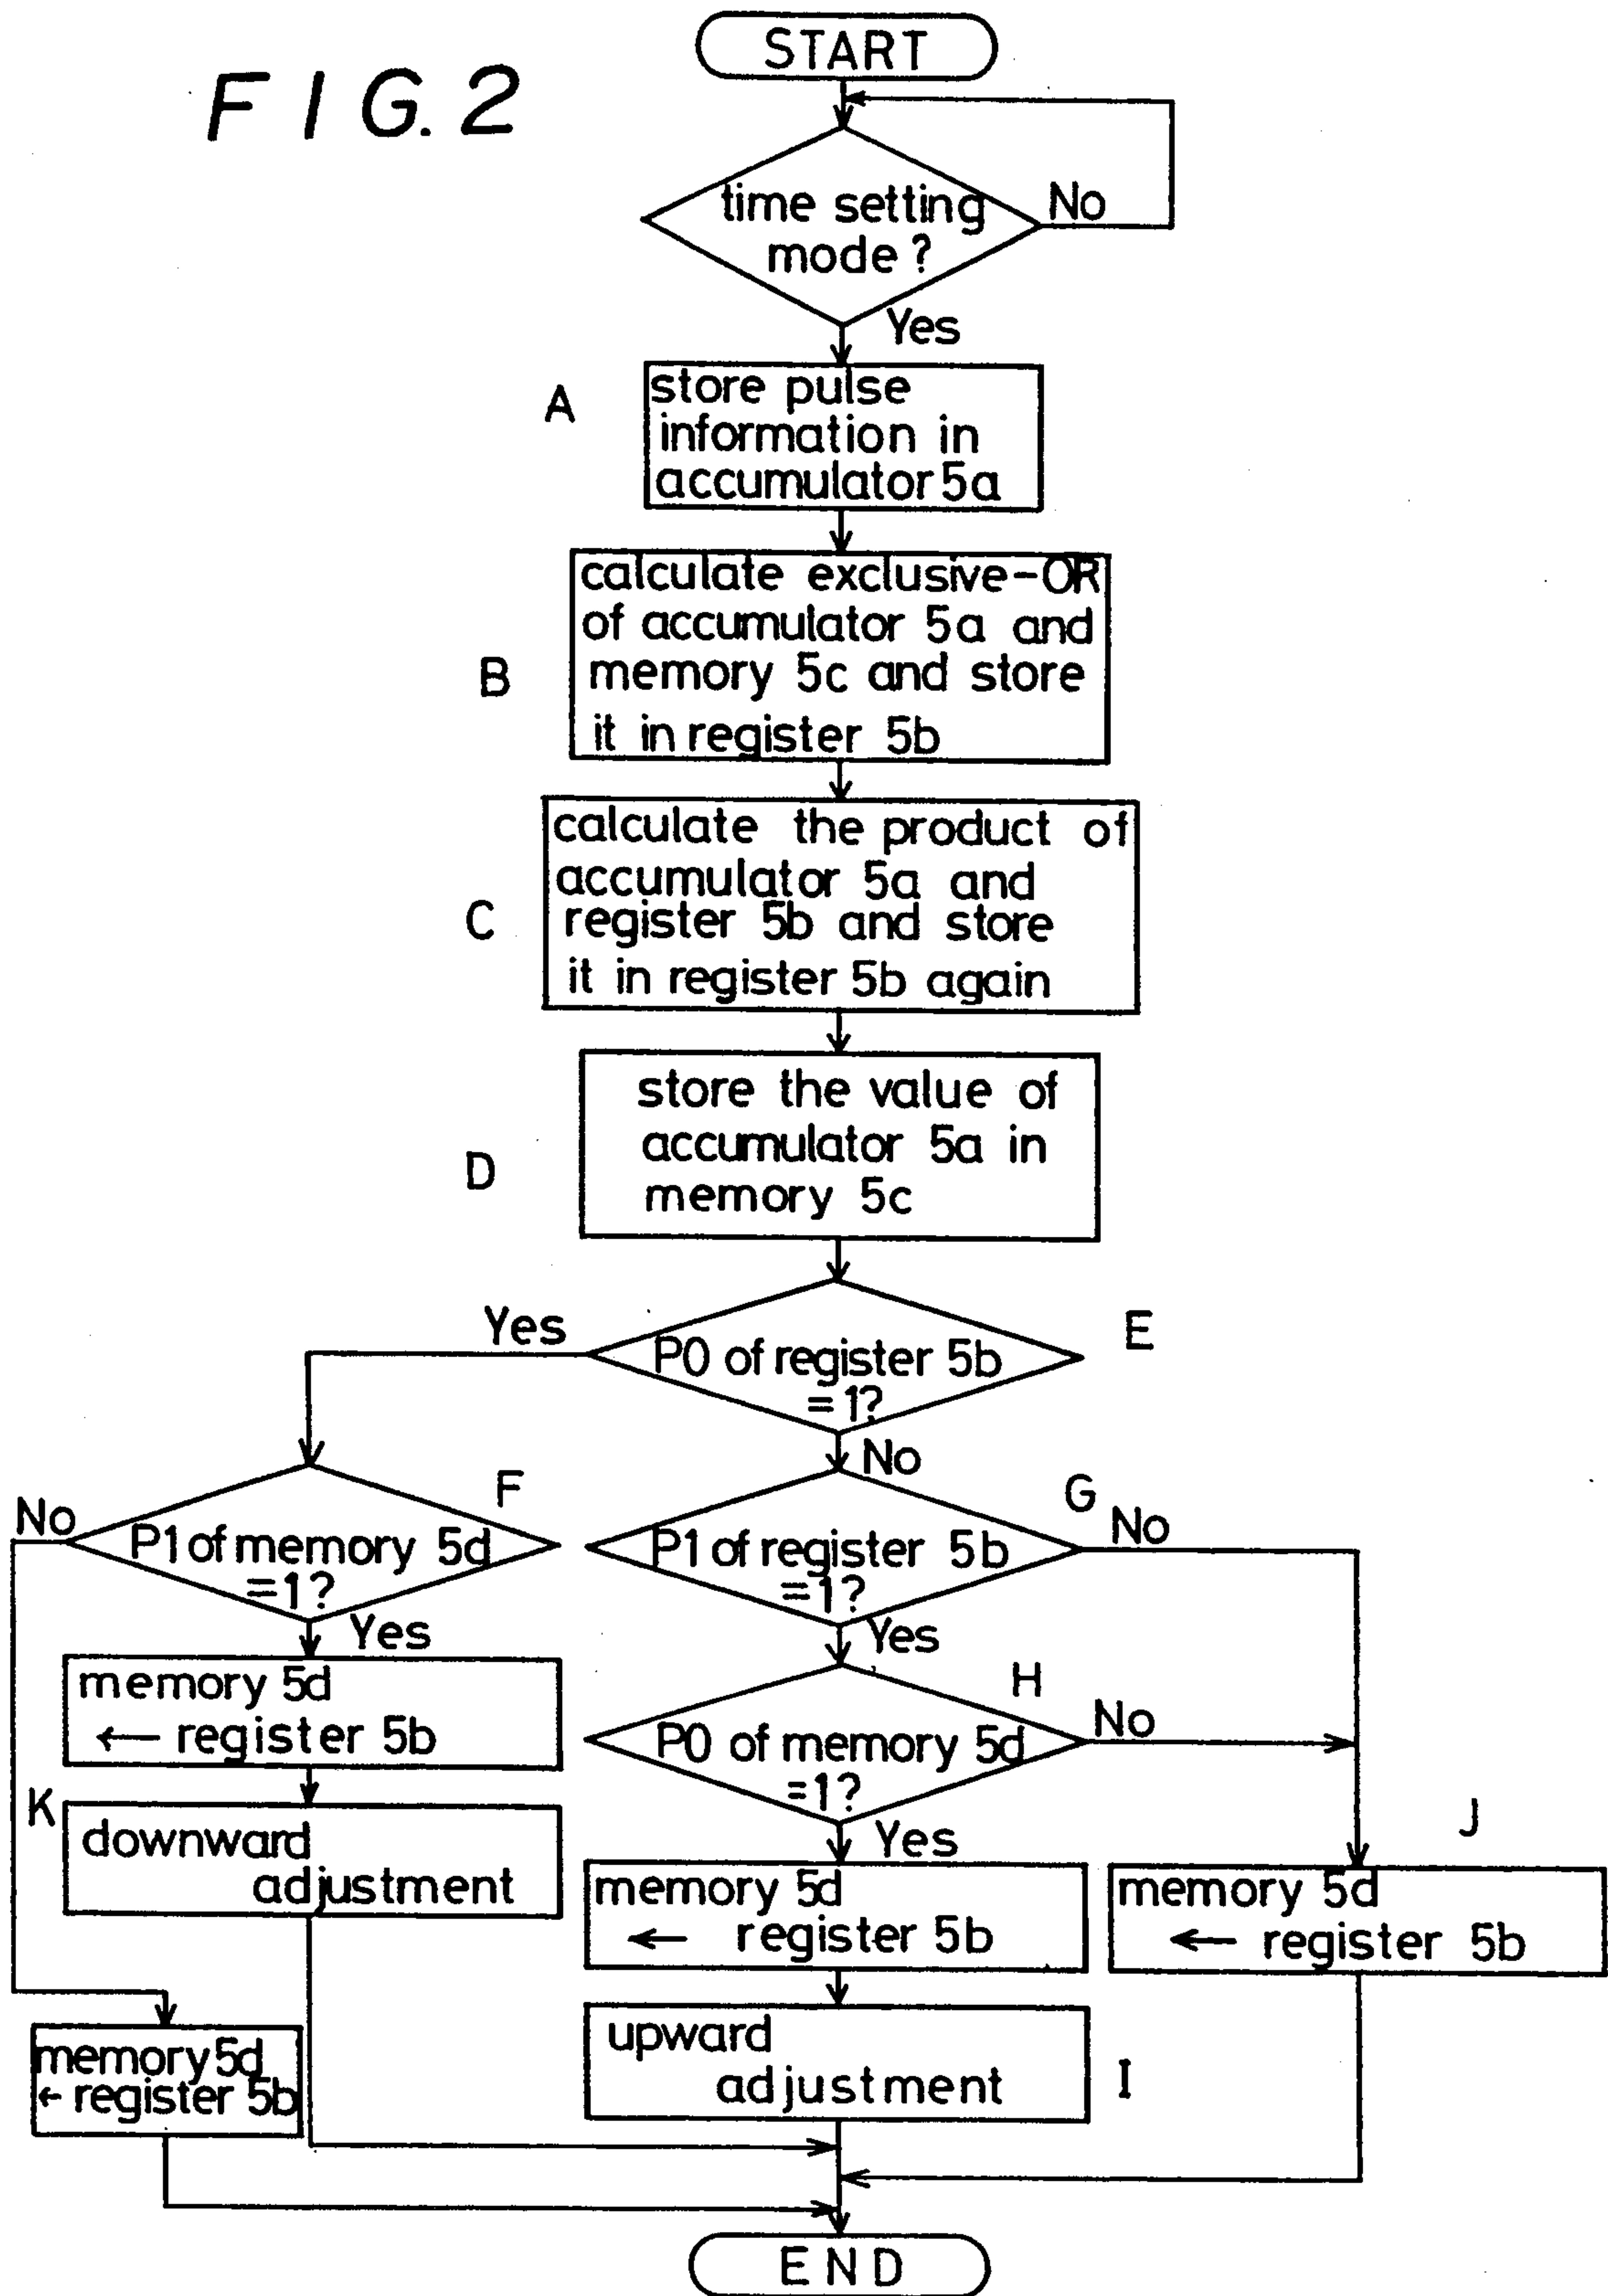 FIG. 2
START
time setting
mode ?
No
Yes
A
store pulse
information in
accumulator 5a
B
calculate exclusive-OR
of accumulator 5a and
memory 5c and store
it in register 5b
C
calculate the product of
accumulator 5a and
register 5b and store
it in register 5b again
D
store the value of
accumulator 5a in
memory 5c
E
P0 of register 5b
=1?
Yes
No
F
P1 of memory 5d
=1?
No
Yes
G
P1 of register 5b
=1?
No
Yes
memory 5d
← register 5b
H
P0 of memory 5d
=1?
No
Yes
K
downward
adjustment
memory 5d
← register 5b
J
memory 5d
← register 5b
memory 5d
← register 5b
upward
adjustment
I
END